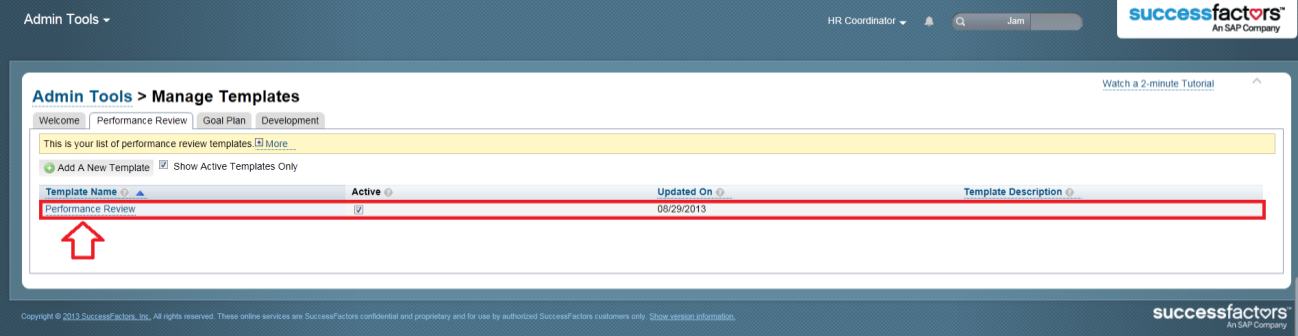 Admin Tools
HR Coordinator
Jam
successfactors™
An SAP Company
Watch a 2-minute Tutorial
Admin Tools > Manage Templates
Welcome
Performance Review
Goal Plan
Development
This is your list of performance review templates. More
Add A New Template
Show Active Templates Only
Template Name
Active
Updated On
Template Description
Performance Review
08/29/2013
Copyright © 2013 SuccessFactors, Inc. All rights reserved. These online services are SuccessFactors confidential and proprietary and for use by authorized SuccessFactors customers only. Show version information.
successfactors™
An SAP Company